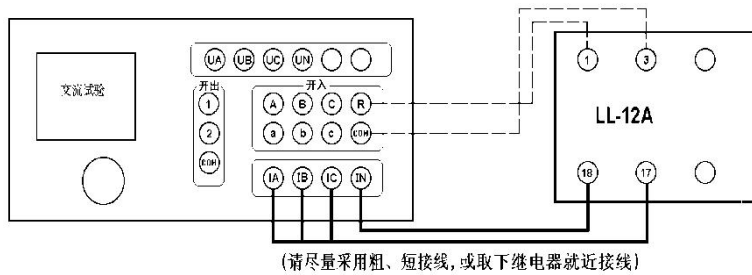 UA UB UC UN
开出 开入
交流试验
1 A B C R
2 a b c COM
COM
IA IB IC IN
1 3
LL-12A
18 17
(请尽量采用粗、短接线,或取下继电器就近接线)